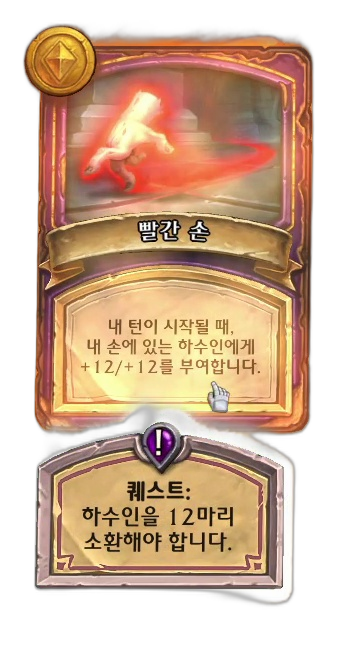 빨간 손
내 턴이 시작될 때,
내 손에 있는 하수인에게
+12/+12를 부여합니다.
!
퀘스트:
하수인을 12마리
소환해야 합니다.